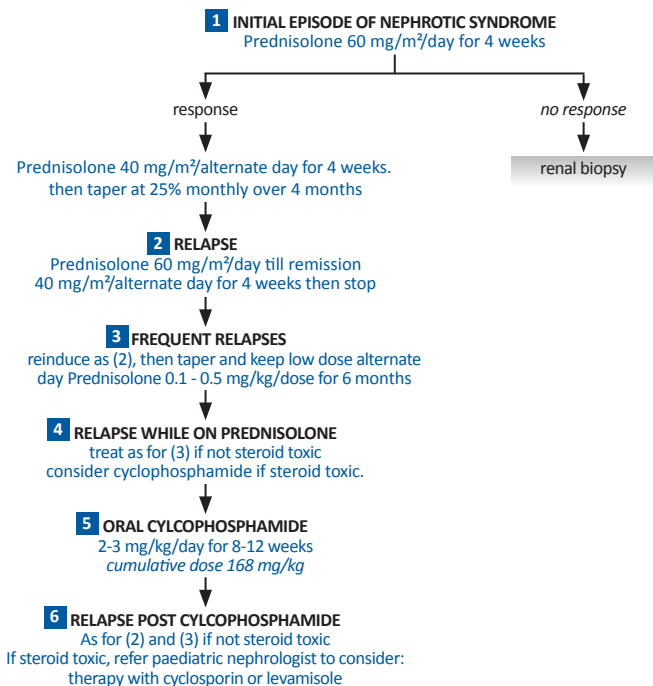 1 INITIAL EPISODE OF NEPHROTIC SYNDROME
Prednisolone 60 mg/m²/day for 4 weeks
response
no response
Prednisolone 40 mg/m²/alternate day for 4 weeks.
then taper at 25% monthly over 4 months
renal biopsy
2 RELAPSE
Prednisolone 60 mg/m²/day till remission
40 mg/m²/alternate day for 4 weeks then stop
3 FREQUENT RELAPSES
reinduce as (2), then taper and keep low dose alternate
day Prednisolone 0.1 - 0.5 mg/kg/dose for 6 months
4 RELAPSE WHILE ON PREDNISOLONE
treat as for (3) if not steroid toxic
consider cyclophosphamide if steroid toxic.
5 ORAL CYLCOPHOSPHAMIDE
2-3 mg/kg/day for 8-12 weeks
cumulative dose 168 mg/kg
6 RELAPSE POST CYLCOPHOSPHAMIDE
As for (2) and (3) if not steroid toxic
If steroid toxic, refer paediatric nephrologist to consider:
therapy with cyclosporin or levamisole